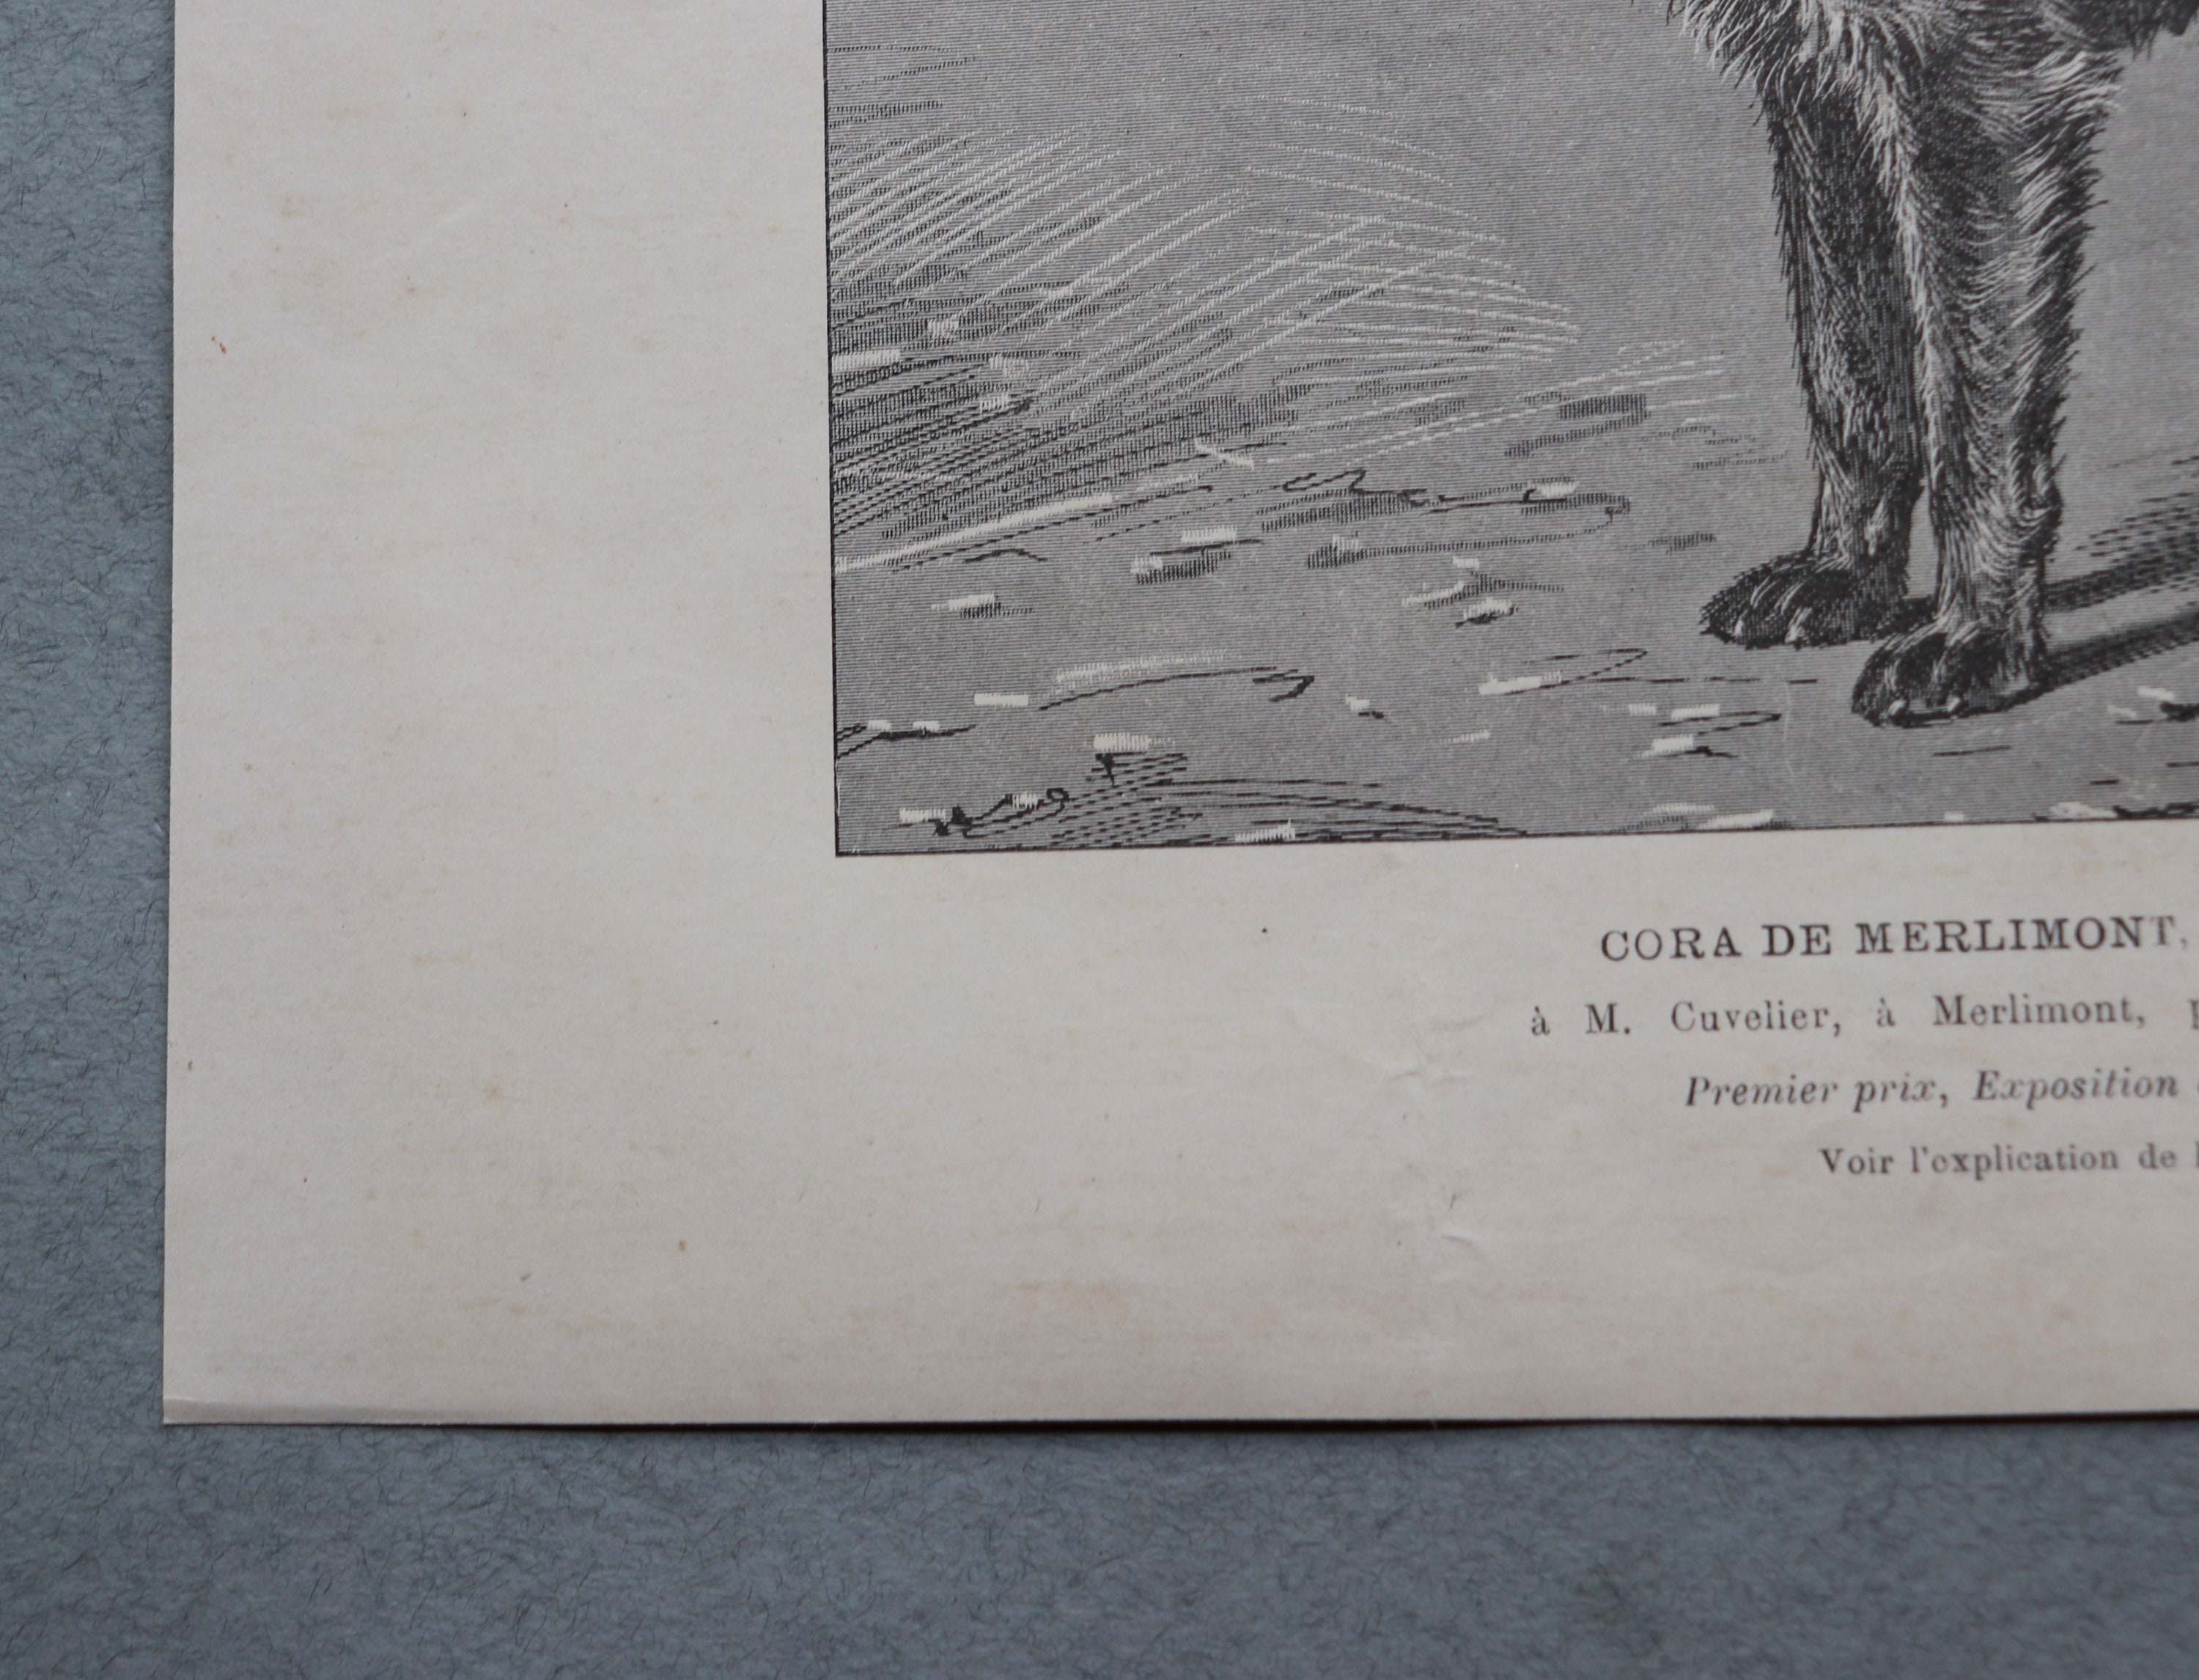 CORA DE MERLIMONT,
à M. Cuvelier, à Merlimont,
Premier prix, Exposition
Voir l'explication de